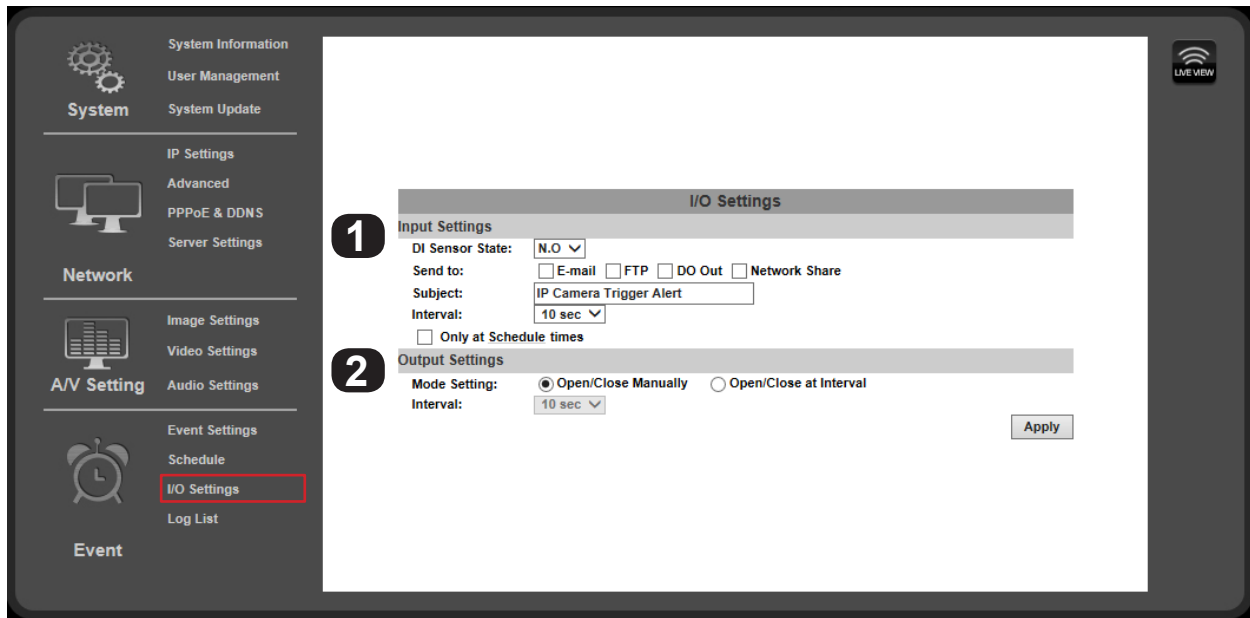 System Information
User Management
System
System Update
LIVE VIEW
IP Settings
Advanced
PPPoE & DDNS
Server Settings
Network
Image Settings
Video Settings
A/V Setting
Audio Settings
Event Settings
Schedule
I/O Settings
Log List
Event
I/O Settings
1
Input Settings
DI Sensor State: N.O
Send to: E-mail FTP DO Out Network Share
Subject: IP Camera Trigger Alert
Interval: 10 sec
Only at Schedule times
2
Output Settings
Mode Setting: Open/Close Manually Open/Close at Interval
Interval: 10 sec
Apply